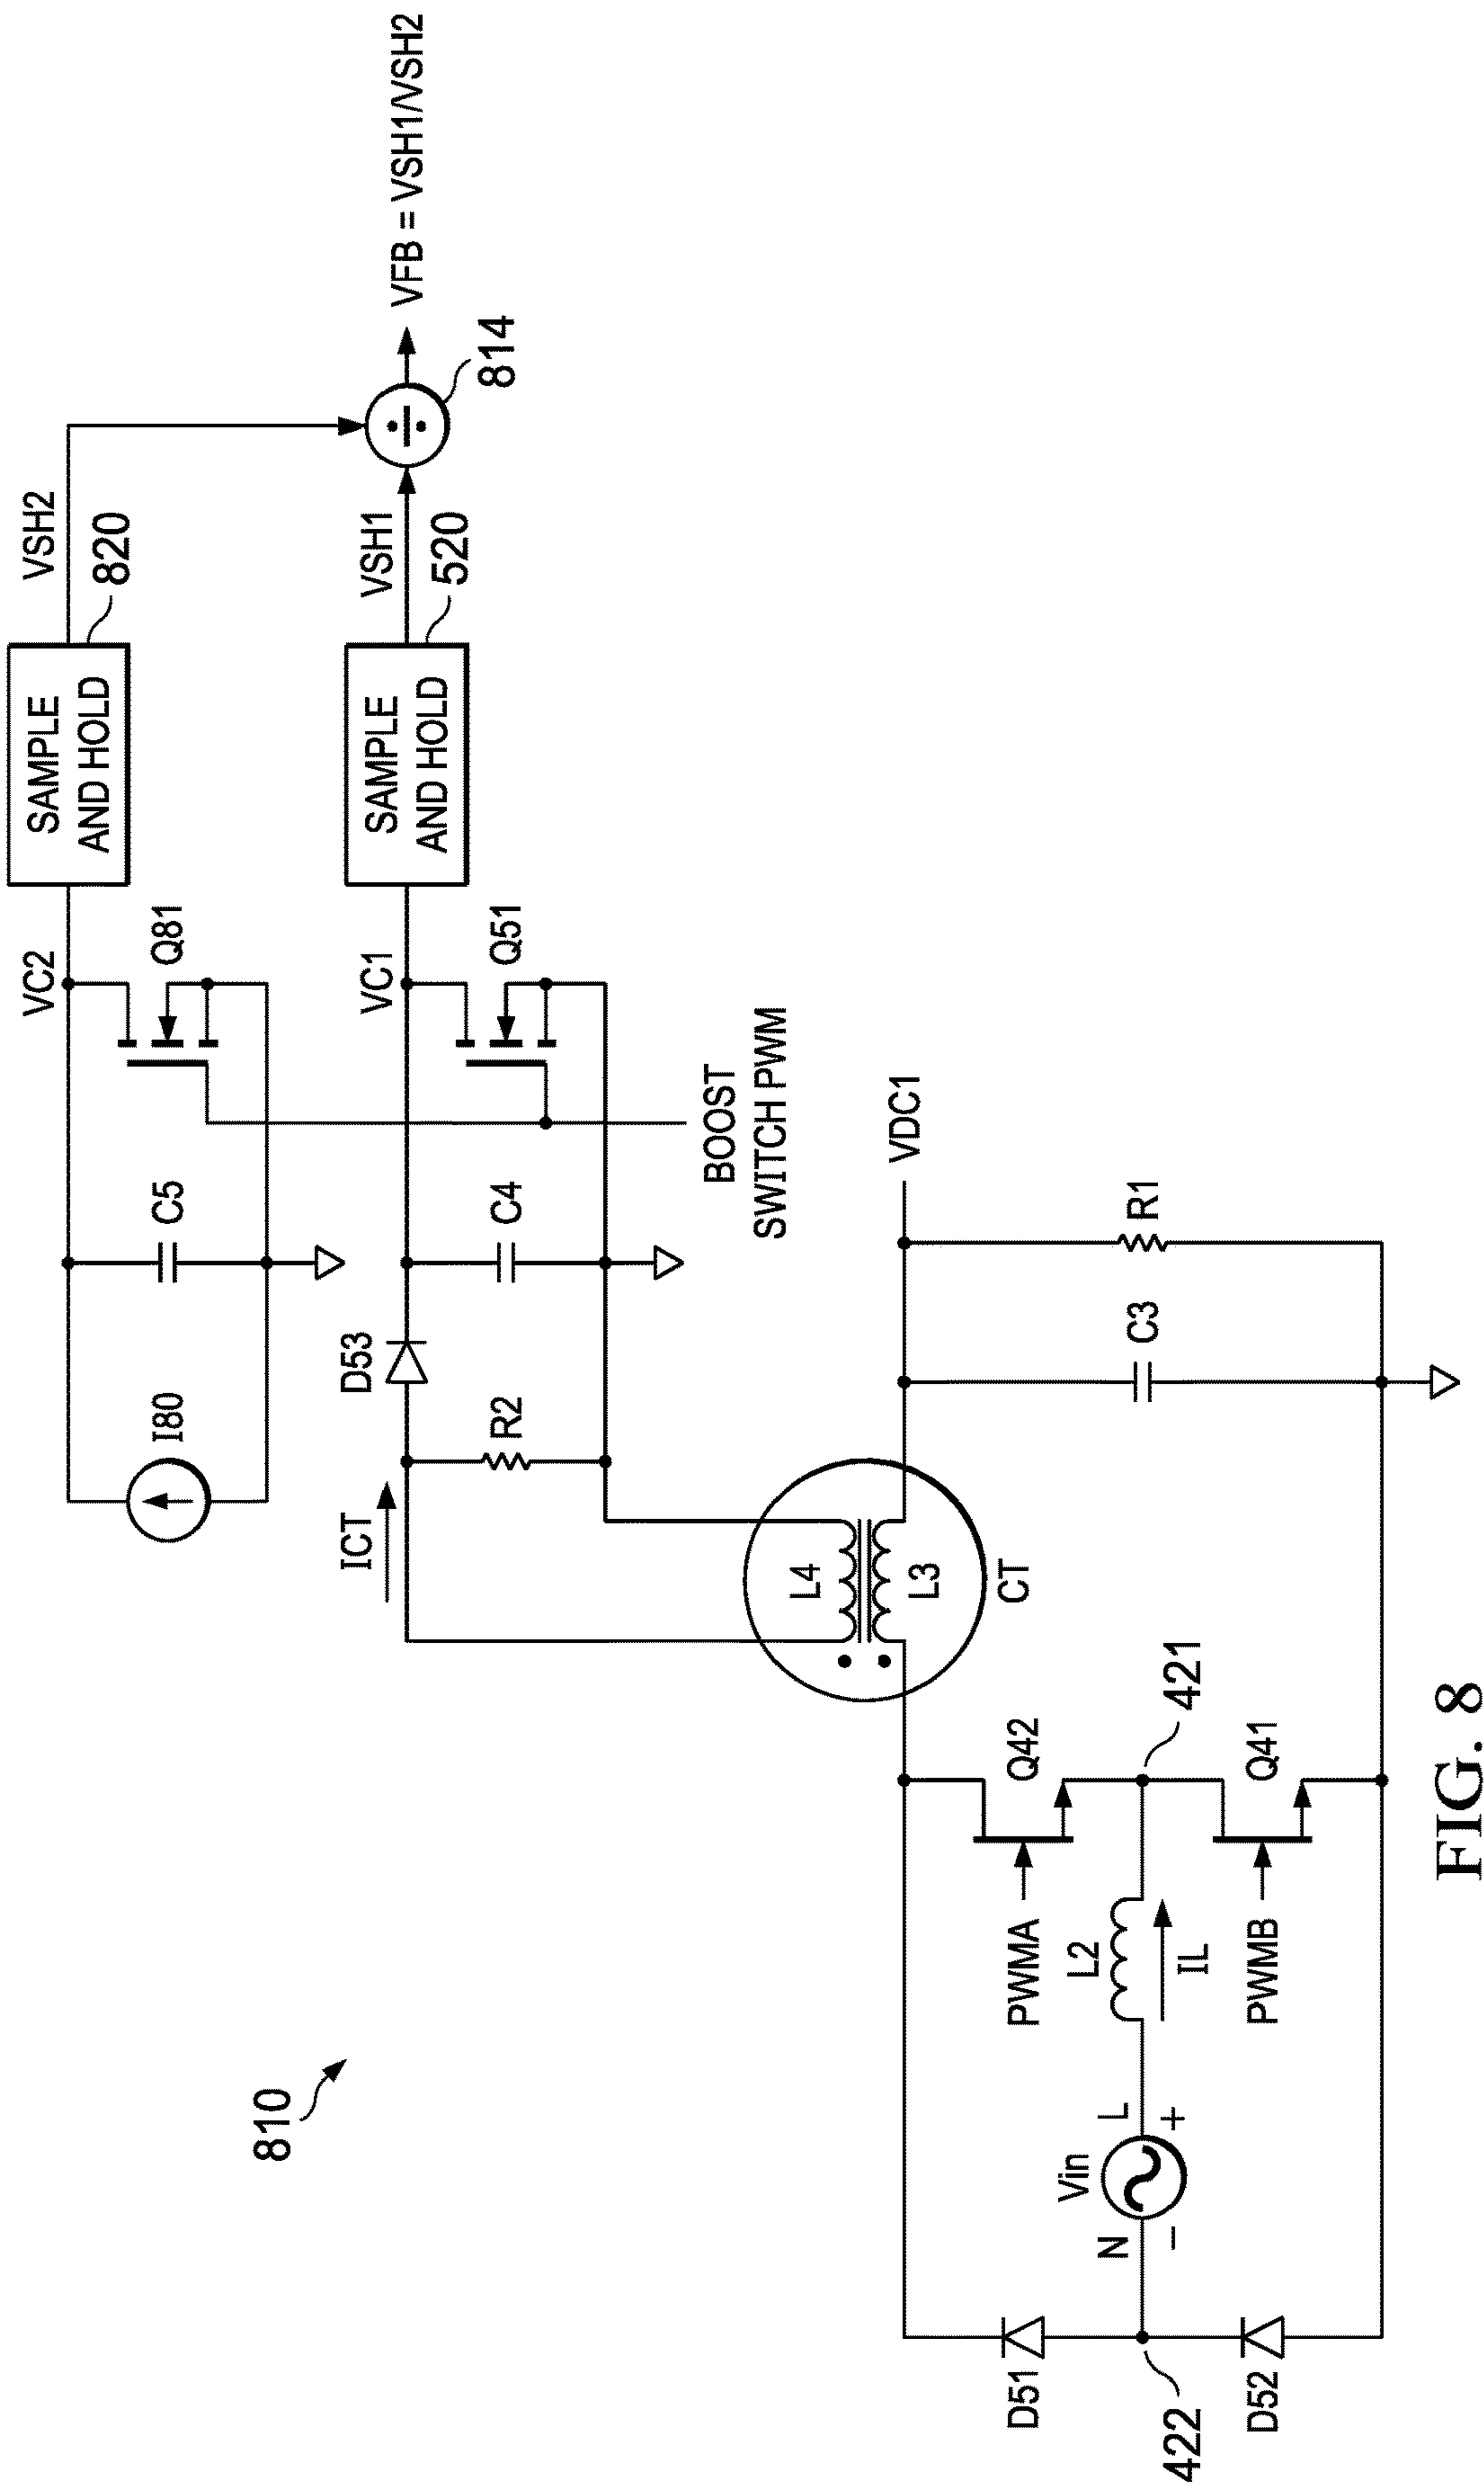 810
I80
C5
VC2
Q81
SAMPLE
AND HOLD
820
VSH2
ICT
R2
D53
C4
VC1
Q51
SAMPLE
AND HOLD
520
VSH1
814
VFB = VSH1/VSH2
BOOST
SWITCH PWM
L4
L3
CT
VDC1
C3
R1
D51
D52
422
N
Vin
L
−
+
L2
IL
PWMA
PWMB
Q42
421
Q41
FIG. 8